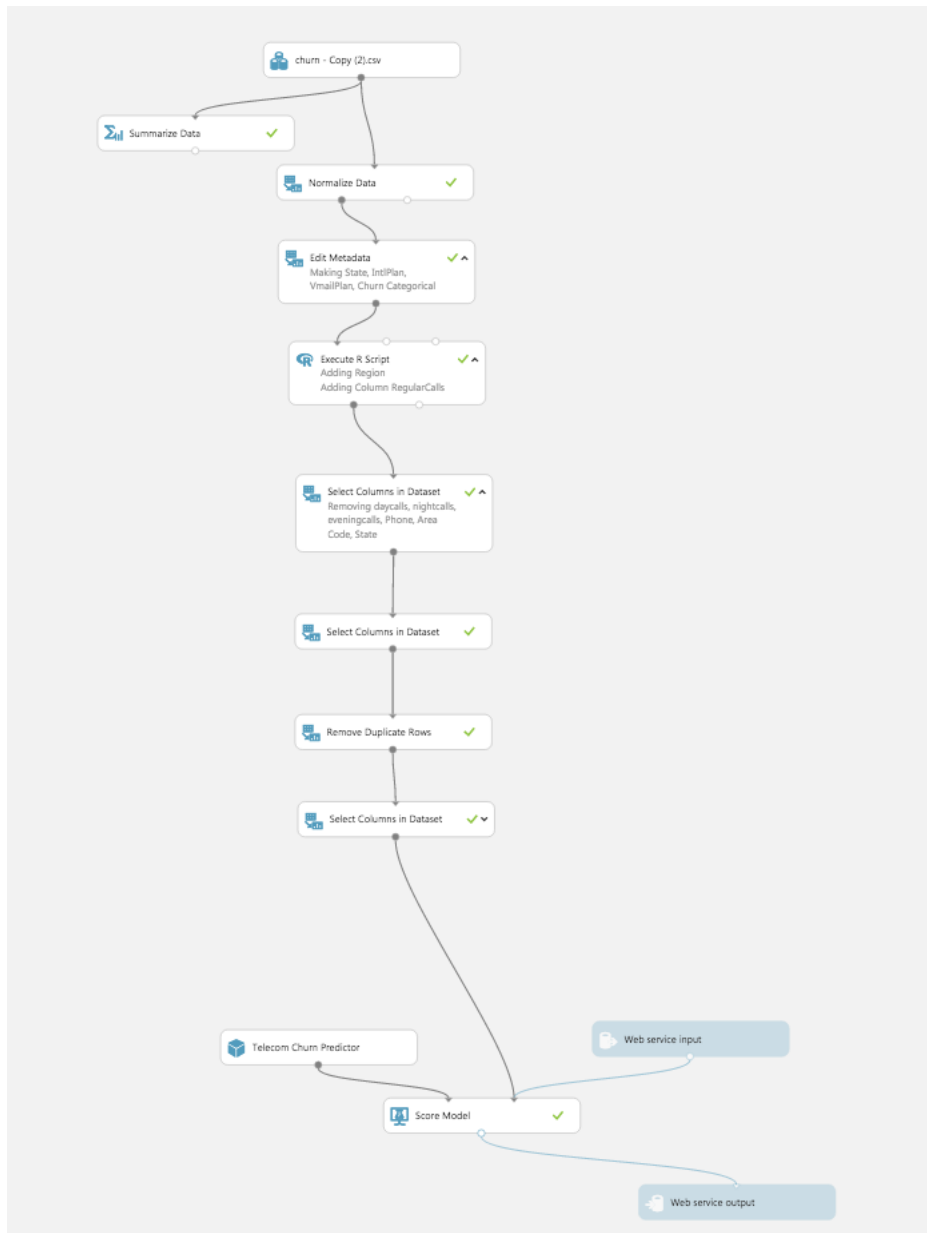 churn - Copy (2).csv
Summarize Data
Normalize Data
Edit Metadata
Making State, IntlPlan,
VmailPlan, Churn Categorical
Execute R Script
Adding Region
Adding Column RegularCalls
Select Columns in Dataset
Removing daycalls, nightcalls,
eveningcalls, Phone, Area
Code, State
Select Columns in Dataset
Remove Duplicate Rows
Select Columns in Dataset
Telecom Churn Predictor
Web service input
Score Model
Web service output